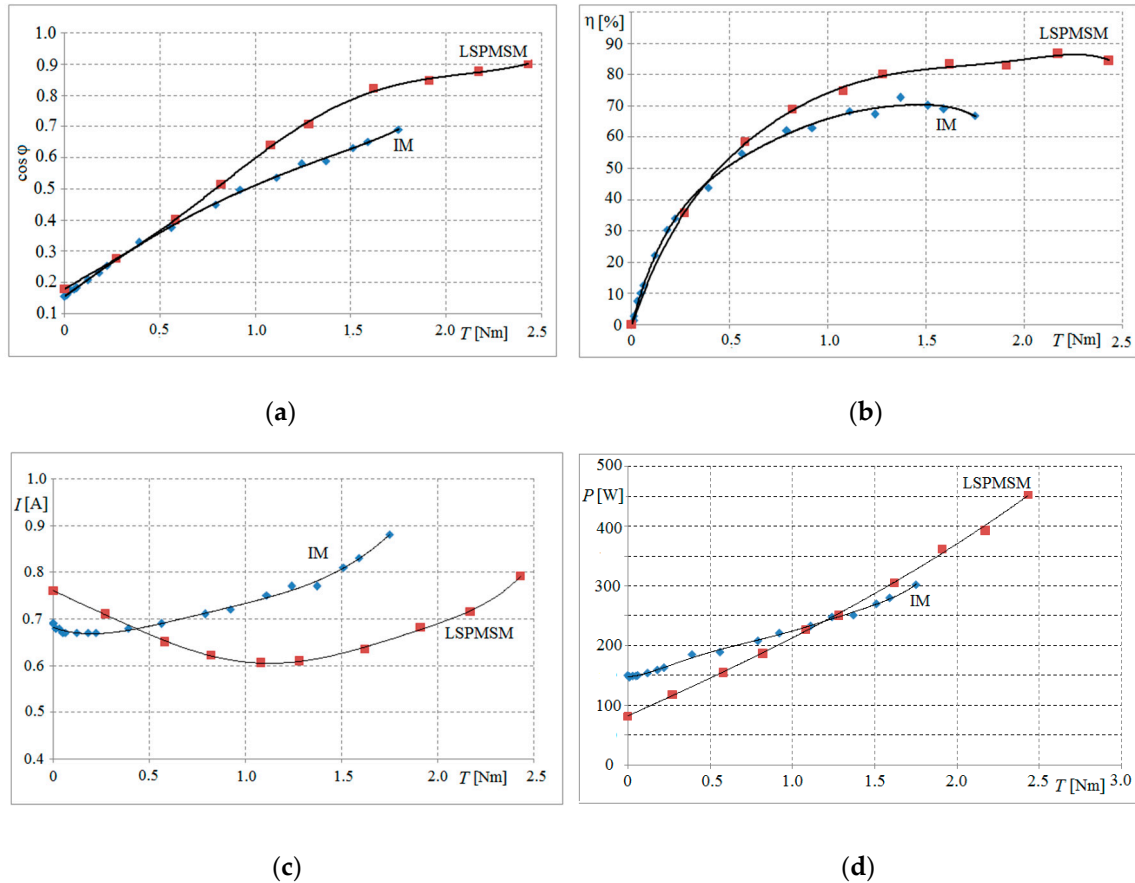 1.0
0.9
0.8
0.7
0.6
0.5
0.4
0.3
0.2
0.1
cos φ
LSPMSM
IM
0 0.5 1.0 1.5 2.0 2.5
T [Nm]
(a)
η [%]
90
80
70
60
50
40
30
20
10
0
LSPMSM
IM
0 0.5 1.0 1.5 2.0 2.5
T [Nm]
(b)
1.0
I [A]
0.9
0.8
0.7
0.6
0.5
0.4
IM
LSPMSM
0 0.5 1.0 1.5 2.0 2.5
T [Nm]
(c)
500
P [W]
400
300
200
100
0
LSPMSM
IM
0 0.5 1.0 1.5 2.0 2.5 3.0
T [Nm]
(d)